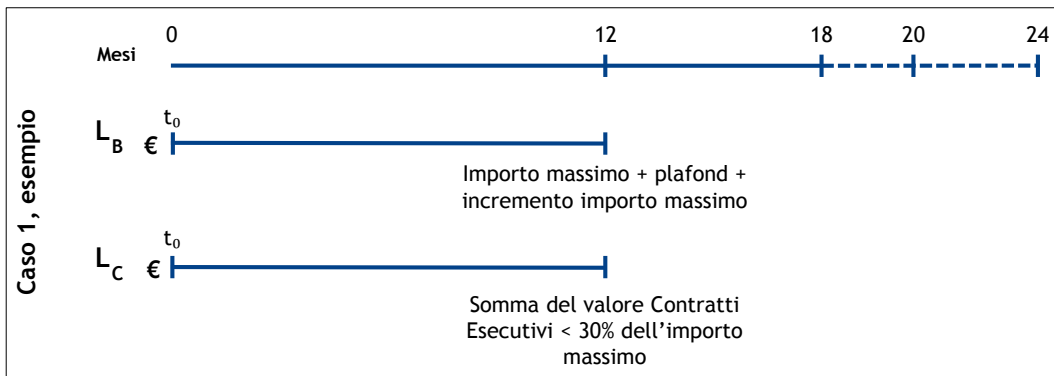 0 12 18 20 24
Mesi
Caso 1, esempio
t₀
L_B €
Importo massimo + plafond +
incremento importo massimo
t₀
L_C €
Somma del valore Contratti
Esecutivi < 30% dell’importo
massimo